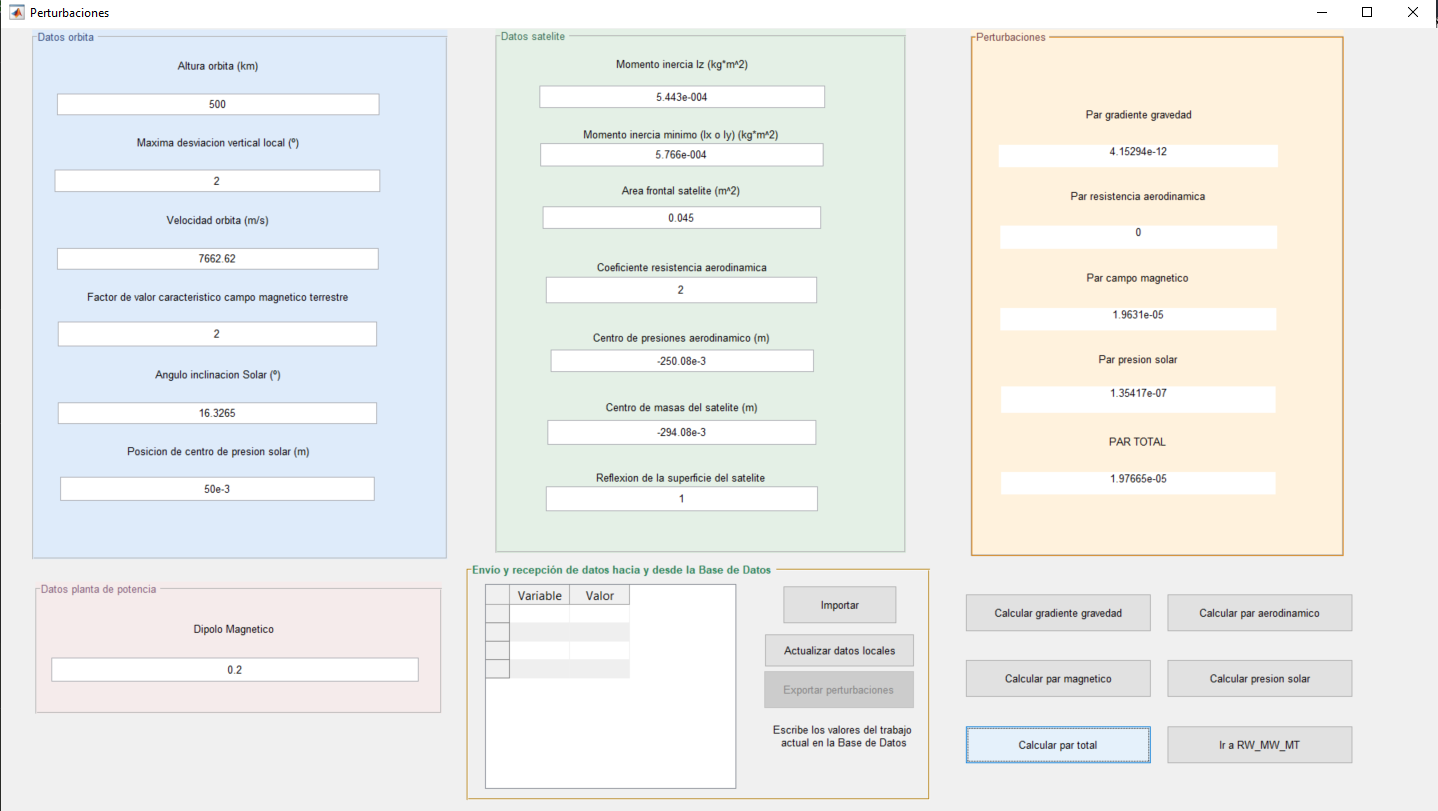 Perturbaciones
Datos orbita
Altura orbita (km)
500
Maxima desviacion vertical local (º)
2
Velocidad orbita (m/s)
7662.62
Factor de valor caracteristico campo magnetico terrestre
2
Angulo inclinacion Solar (º)
16.3265
Posicion de centro de presion solar (m)
50e-3
Datos satelite
Momento inercia Iz (kg*m^2)
5.443e-004
Momento inercia minimo (Ix o Iy) (kg*m^2)
5.766e-004
Area frontal satelite (m^2)
0.045
Coeficiente resistencia aerodinamica
2
Centro de presiones aerodinamico (m)
-250.08e-3
Centro de masas del satelite (m)
-294.08e-3
Reflexion de la superficie del satelite
1
Perturbaciones
Par gradiente gravedad
4.15294e-12
Par resistencia aerodinamica
0
Par campo magnetico
1.9631e-05
Par presion solar
1.35417e-07
PAR TOTAL
1.97665e-05
Datos planta de potencia
Dipolo Magnetico
0.2
Envío y recepción de datos hacia y desde la Base de Datos
Variable Valor
Importar
Actualizar datos locales
Exportar perturbaciones
Escribe los valores del trabajo
actual en la Base de Datos
Calcular gradiente gravedad
Calcular par aerodinamico
Calcular par magnetico
Calcular presion solar
Calcular par total
Ir a RW_MW_MT